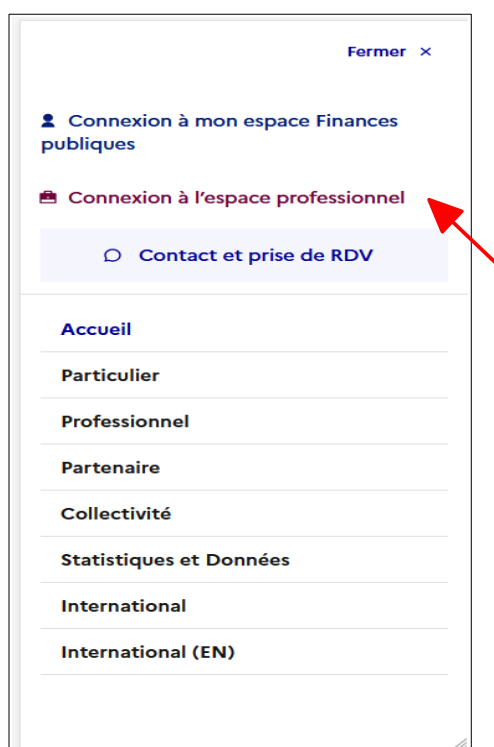 Fermer ×
Connexion à mon espace Finances
publiques
Connexion à l'espace professionnel
Contact et prise de RDV
Accueil
Particulier
Professionnel
Partenaire
Collectivité
Statistiques et Données
International
International (EN)